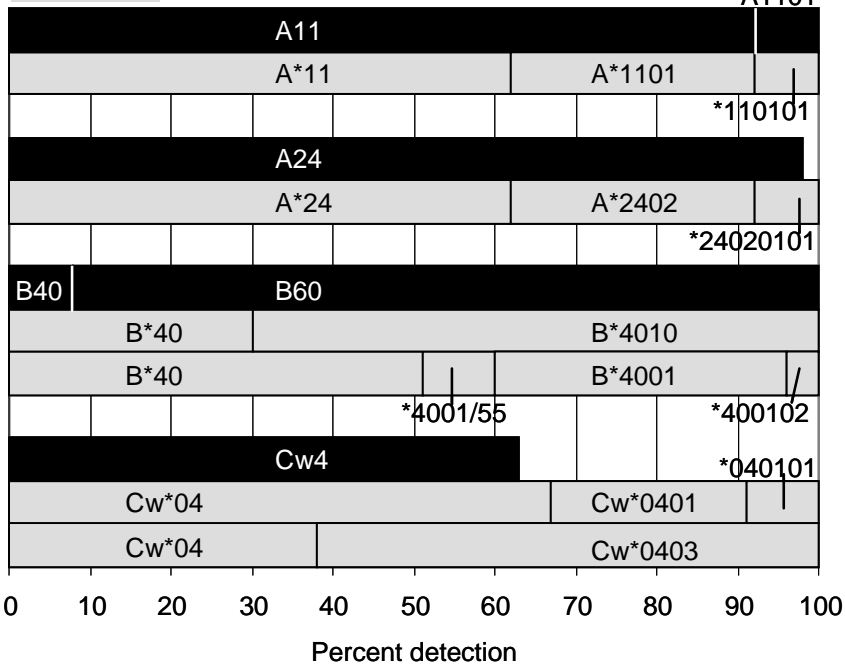 A1101
A11
A*11 A*1101
*110101
A24
A*24 A*2402
*24020101
B40 B60
B*40 B*4010
B*40 B*4001
*4001/55 *400102
Cw4 *040101
Cw*04 Cw*0401
Cw*04 Cw*0403
0 10 20 30 40 50 60 70 80 90 100
Percent detection